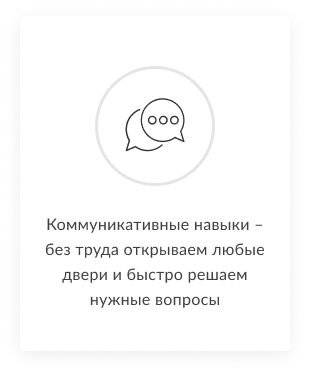 Коммуникативные навыки –
без труда открываем любые
двери и быстро решаем
нужные вопросы